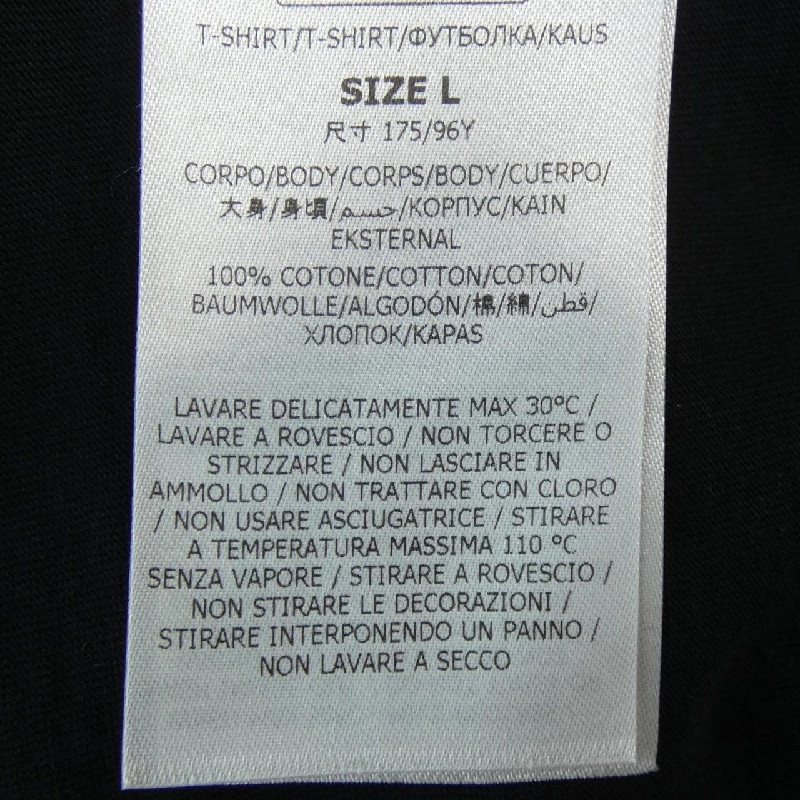 T-SHIRT/T-SHIRT/ФУТБОЛКА/KAUS
SIZE L
尺寸 175/96Y
CORPO/BODY/CORPS/BODY/CUERPO/
大身/身頃/جسم/КОРПУС/KAIN
EKSTERNAL
100% COTONE/COTTON/COTON/
BAUMWOLLE/ALGODÓN/棉/綿/قطن/
ХЛОПОК/KAPAS
LAVARE DELICATAMENTE MAX 30°C /
LAVARE A ROVESCIO / NON TORCERE O
STRIZZARE / NON LASCIARE IN
AMMOLLO / NON TRATTARE CON CLORO
/ NON USARE ASCIUGATRICE / STIRARE
A TEMPERATURA MASSIMA 110 °C
SENZA VAPORE / STIRARE A ROVESCIO /
NON STIRARE LE DECORAZIONI /
STIRARE INTERPONENDO UN PANNO /
NON LAVARE A SECCO